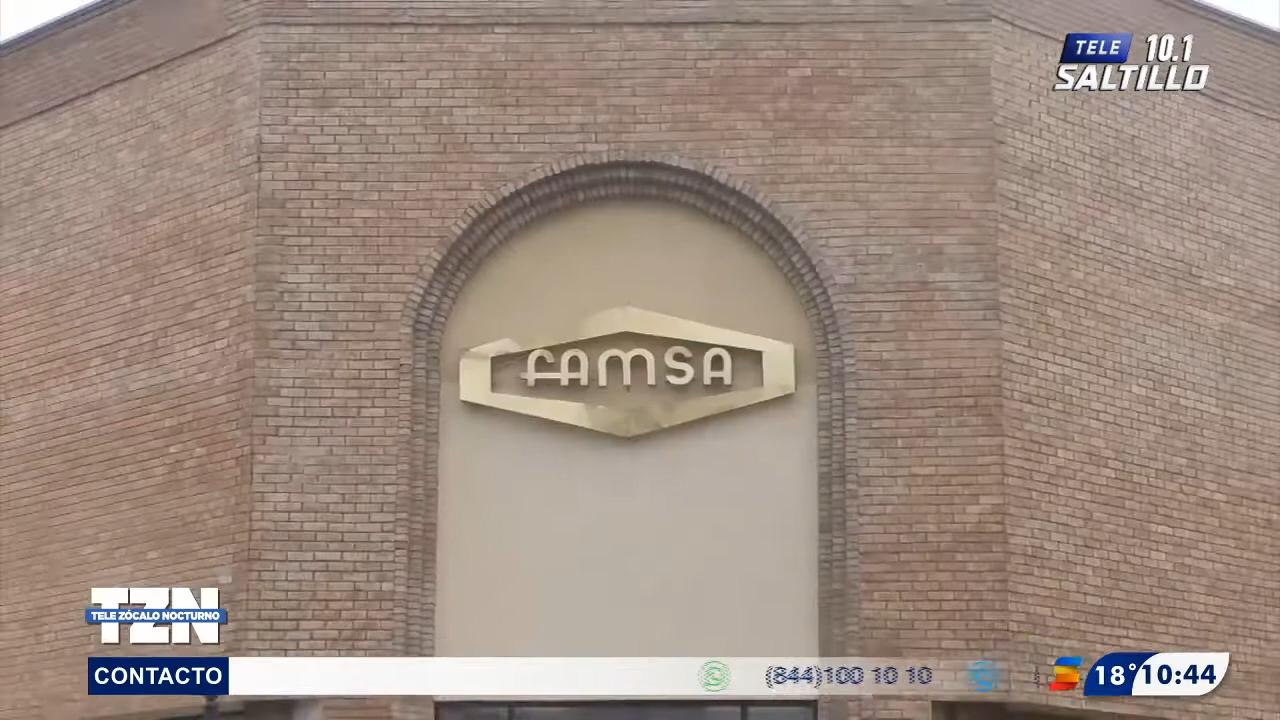 TELE 10.1
SALTILLO
FAMSA
TZN
TELE ZÓCALO NOCTURNO
CONTACTO
(844)100 10 10
18° 10:44